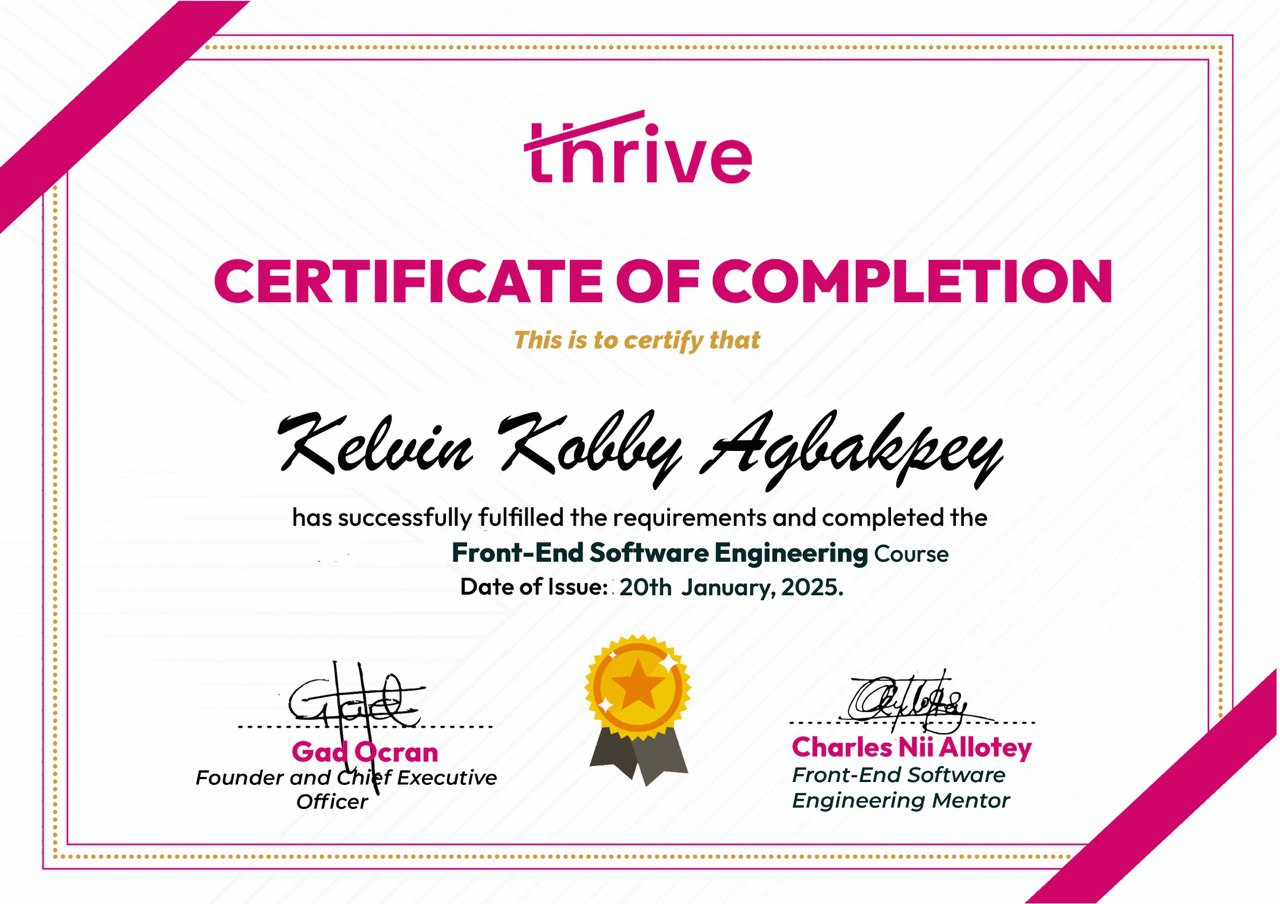 thrive
CERTIFICATE OF COMPLETION
This is to certify that
Kelvin Kobby Agbakpey
has successfully fulfilled the requirements and completed the
Front-End Software Engineering Course
Date of Issue: 20th January, 2025.
Gad
Gad Ocran
Founder and Chief Executive
Officer
Charles Nii Allotey
Front-End Software
Engineering Mentor